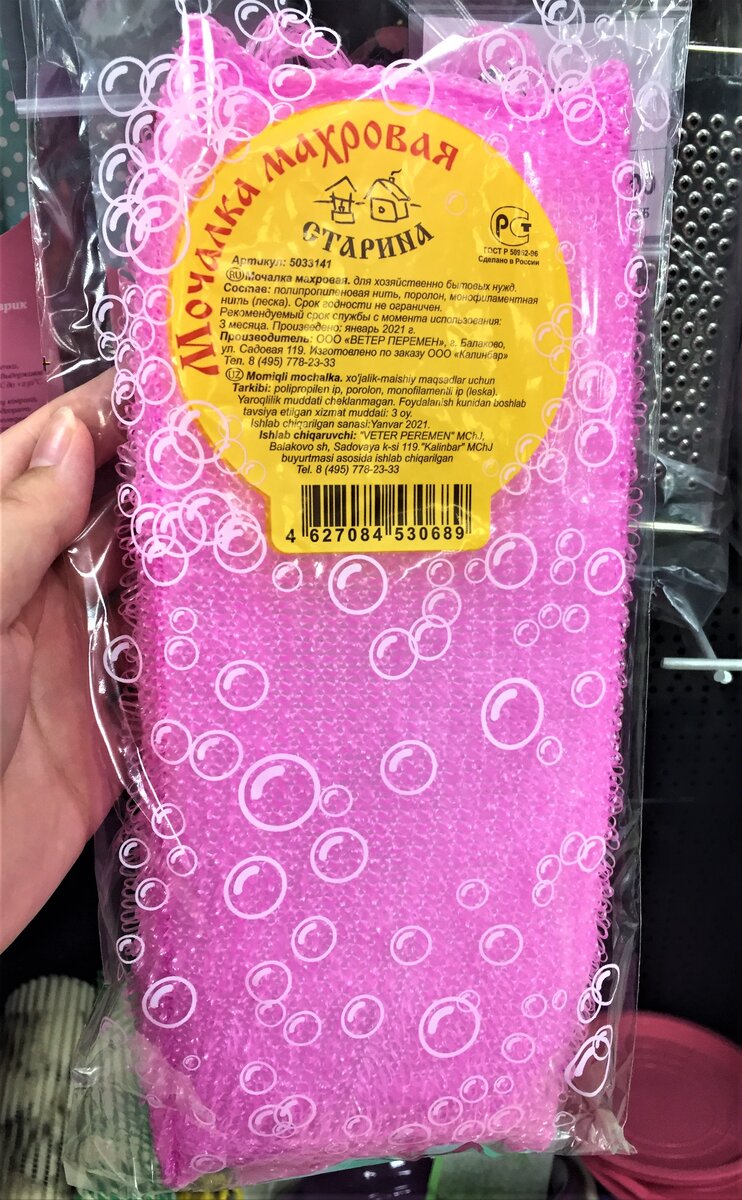 Мочалка махровая
СТАРИНА
РСТ
ГОСТ Р 50962-96
Сделано в России
Артикул: 5033141
RU Мочалка махровая. для хозяйственно бытовых нужд.
Состав: полипропиленовая нить, поролон, монофиламентная
нить (леска). Срок годности не ограничен.
Рекомендуемый срок службы с момента использования:
3 месяца. Произведено: январь 2021 г.
Производитель: ООО «ВЕТЕР ПЕРЕМЕН», г. Балаково,
ул. Садовая 119. Изготовлено по заказу ООО «Калинбар»
Тел. 8 (495) 778-23-33
UZ Momiqli mochalka. xo'jalik-maishiy maqsadlar uchun
Tarkibi: polipropilen ip, porolon, monofilamentli ip (leska).
Yaroqlilik muddati cheklanmagan. Foydalanish kunidan boshlab
tavsiya etilgan xizmat muddati: 3 oy.
Ishlab chiqarilgan sanasi:Yanvar 2021.
Ishlab chiqaruvchi: "VETER PEREMEN" MChJ,
Balakovo sh, Sadovaya k-si 119."Kalinbar" MChJ
buyurtmasi asosida ishlab chiqarilgan
Tel. 8 (495) 778-23-33
4 627084 530689